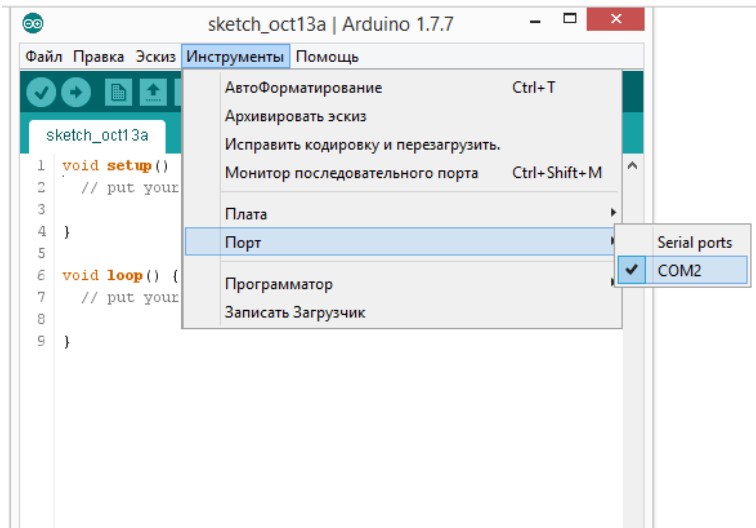 sketch_oct13a | Arduino 1.7.7
Файл Правка Эскиз Инструменты Помощь
АвтоФорматирование Ctrl+T
Архивировать эскиз
Исправить кодировку и перезагрузить.
Монитор последовательного порта Ctrl+Shift+M
Плата
Порт
Программатор
Записать Загрузчик
Serial ports
COM2
sketch_oct13a
1 void setup()
2 // put your
3
4 }
5
6 void loop() {
7 // put your
8
9 }